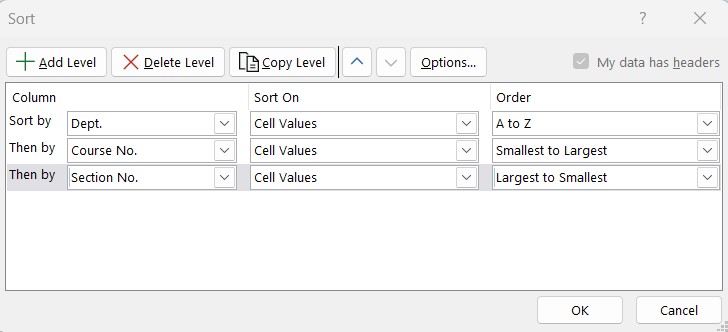 Sort ?
Add Level Delete Level Copy Level Options... My data has headers
Column Sort On Order
Sort by Dept. Cell Values A to Z
Then by Course No. Cell Values Smallest to Largest
Then by Section No. Cell Values Largest to Smallest
OK Cancel